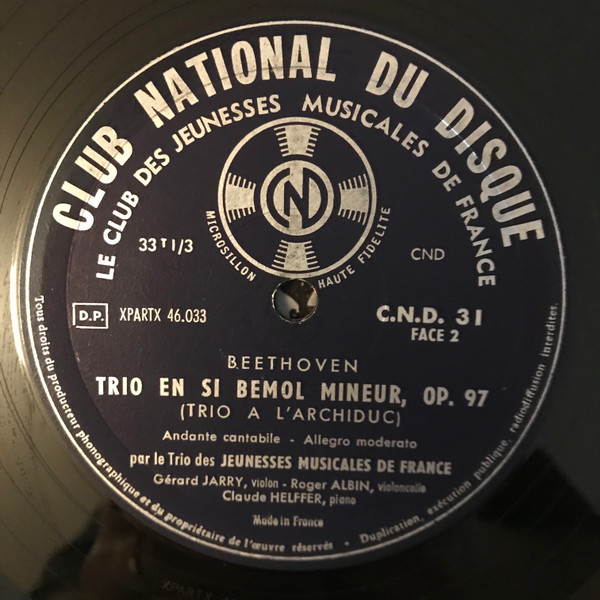 CLUB NATIONAL DU DISQUE
LE CLUB DES JEUNESSES MUSICALES DE FRANCE
CN
MICROSILLON HAUTE FIDELITE
33 T 1/3
CND
D.P. XPARTX 46.033
C.N.D. 31
FACE 2
BEETHOVEN
TRIO EN SI BEMOL MINEUR, OP. 97
(TRIO A L'ARCHIDUC)
Andante cantabile - Allegro moderato
par le Trio des JEUNESSES MUSICALES DE FRANCE
Gérard JARRY, violon - Roger ALBIN, violoncelle
Claude HELFFER, piano
Made in France
Tous droits du producteur phonographique et du propriétaire de l'œuvre réservés - Duplication, exécution publique, radiodiffusion interdites.
XPARTX